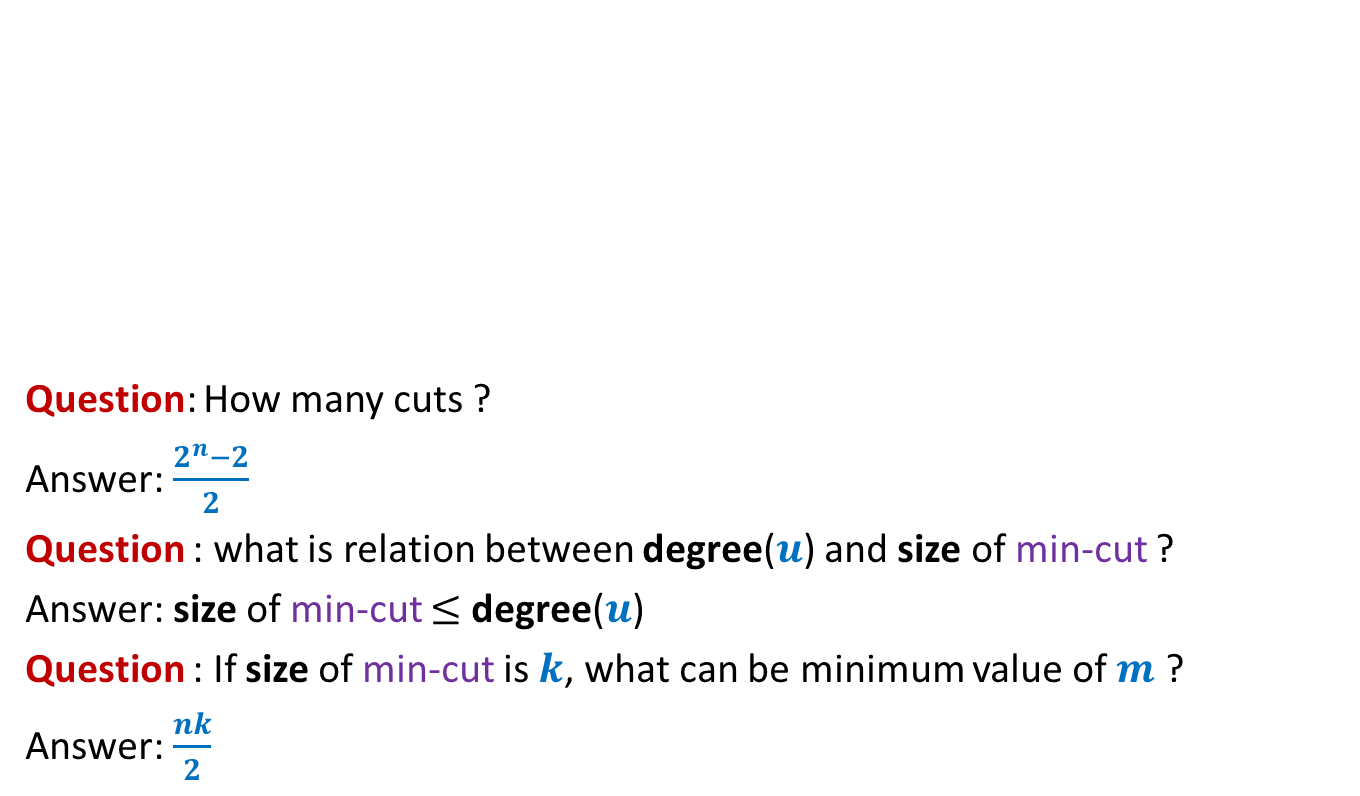 Question: How many cuts ?
Answer: $\frac{2^n-2}{2}$
Question : what is relation between degree(u) and size of min-cut ?
Answer: size of min-cut ≤ degree(u)
Question : If size of min-cut is k, what can be minimum value of m ?
Answer: $\frac{nk}{2}$